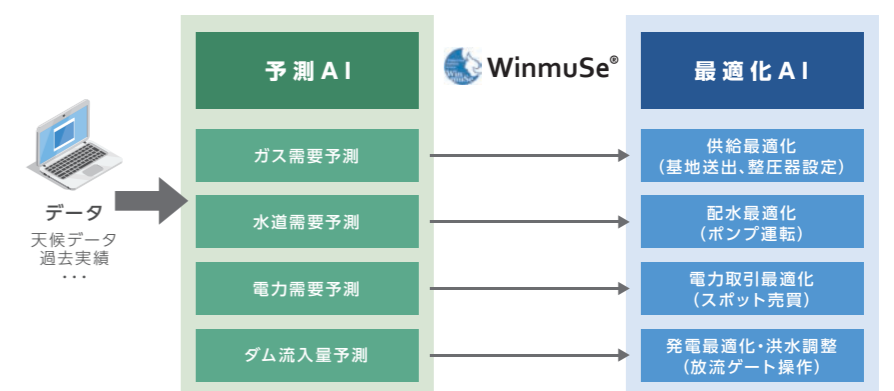 予測AI
WinmuSe®
最適化AI
データ
天候データ
過去実績
・・・
ガス需要予測
供給最適化
(基地送出、整圧器設定)
水道需要予測
配水最適化
(ポンプ運転)
電力需要予測
電力取引最適化
(スポット売買)
ダム流入量予測
発電最適化・洪水調整
(放流ゲート操作)